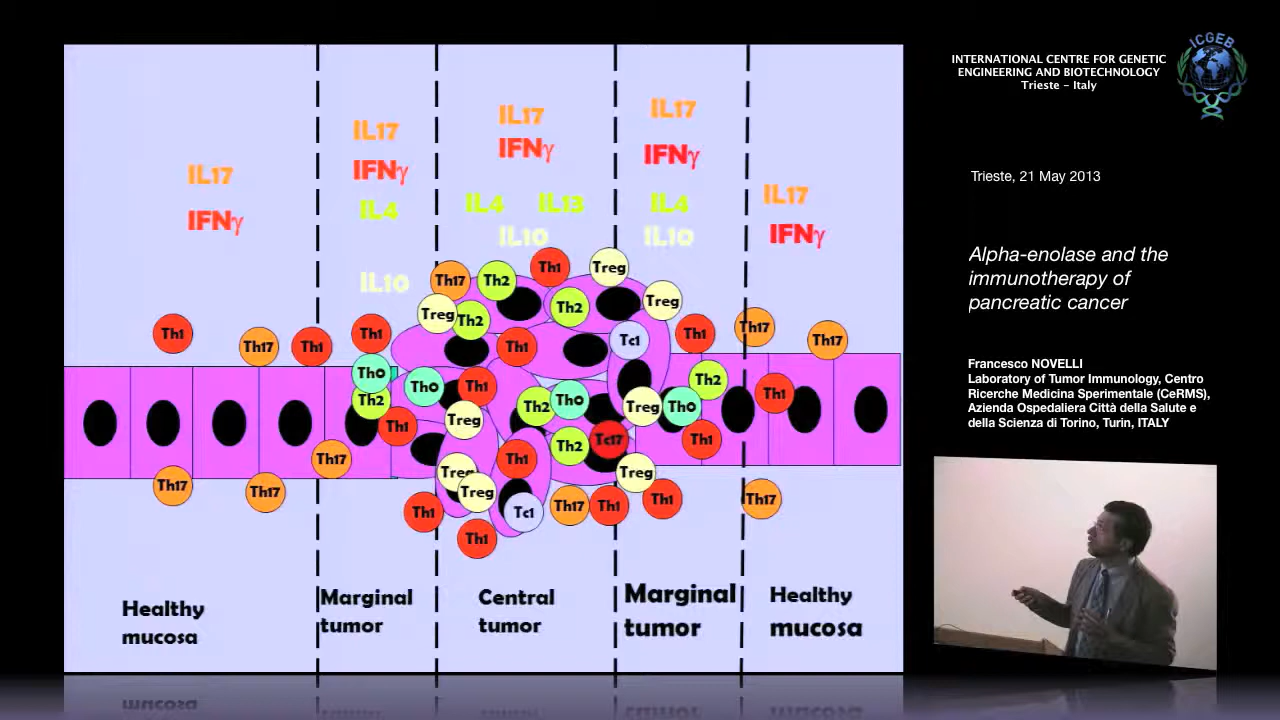 IL17
IFNγ
IL17
IFNγ
IL4
IL10
IL17
IFNγ
IL4 IL13
IL10
IL17
IFNγ
IL4
IL10
IL17
IFNγ
Th17
Th2
Th1
Treg
Treg
Th2
Th2
Treg
Th1
Th17
Th1
Th1
Th1
Tc1
Th1
Th17
Th17
Th0
Th2
Th0
Th1
Th2
Th0
Treg
Th0
Th2
Th1
Th1
Treg
Th2
Tc17
Th1
Th17
Th1
Treg
Treg
Treg
Th17
Th17
Th1
Th1
Tc1
Th17
Th1
Th1
Th17
Healthy
mucosa
Marginal
tumor
Central
tumor
Marginal
tumor
Healthy
mucosa
ICGEB
INTERNATIONAL CENTRE FOR GENETIC
ENGINEERING AND BIOTECHNOLOGY
Trieste - Italy
Trieste, 21 May 2013
Alpha-enolase and the
immunotherapy of
pancreatic cancer
Francesco NOVELLI
Laboratory of Tumor Immunology, Centro
Ricerche Medicina Sperimentale (CeRMS),
Azienda Ospedaliera Città della Salute e
della Scienza di Torino, Turin, ITALY